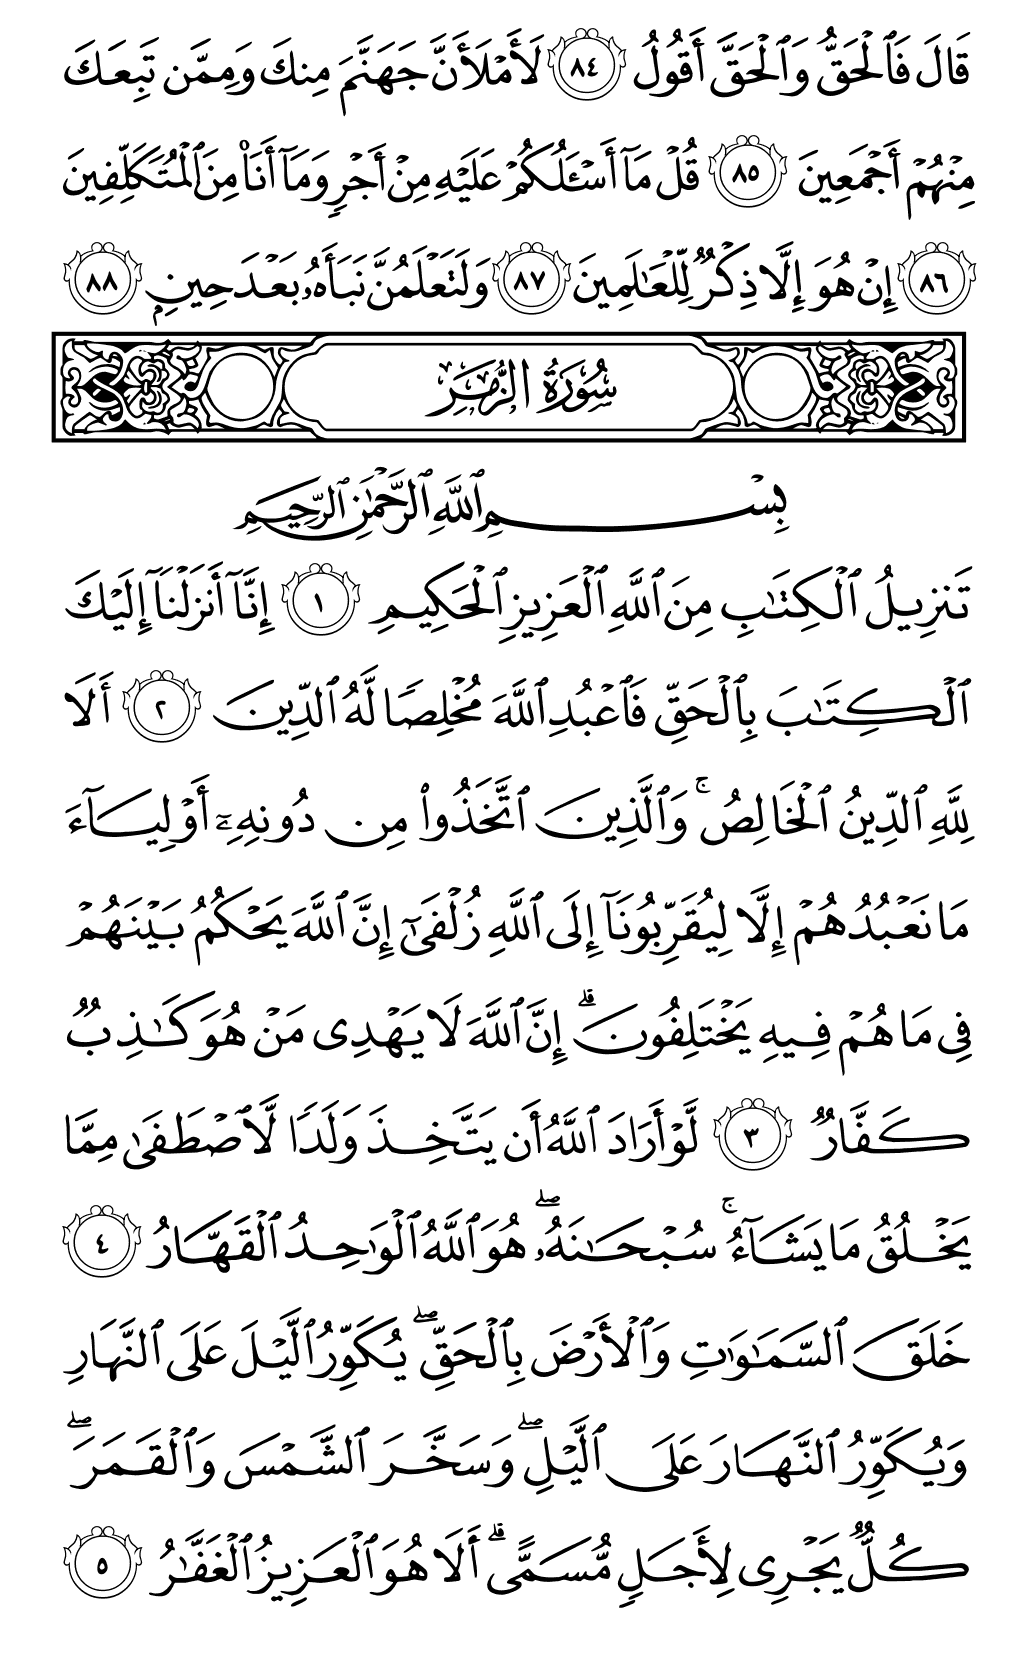 قَالَ فَٱلْحَقُّ وَٱلْحَقَّ أَقُولُ ٨٤ لَأَمْلَأَنَّ جَهَنَّمَ مِنكَ وَمِمَّن تَبِعَكَ
مِنْهُمْ أَجْمَعِينَ ٨٥ قُلْ مَآ أَسْـَٔلُكُمْ عَلَيْهِ مِنْ أَجْرٍ وَمَآ أَنَا۠ مِنَ ٱلْمُتَكَلِّفِينَ
٨٦ إِنْ هُوَ إِلَّا ذِكْرٌ لِّلْعَـٰلَمِينَ ٨٧ وَلَتَعْلَمُنَّ نَبَأَهُۥ بَعْدَ حِينٍۭ ٨٨
سُورَةُ الزُّمَرِ
بِسْمِ ٱللَّهِ ٱلرَّحْمَـٰنِ ٱلرَّحِيمِ
تَنزِيلُ ٱلْكِتَـٰبِ مِنَ ٱللَّهِ ٱلْعَزِيزِ ٱلْحَكِيمِ ١ إِنَّآ أَنزَلْنَآ إِلَيْكَ
ٱلْكِتَـٰبَ بِٱلْحَقِّ فَٱعْبُدِ ٱللَّهَ مُخْلِصًا لَّهُ ٱلدِّينَ ٢ أَلَا
لِلَّهِ ٱلدِّينُ ٱلْخَالِصُ ۚ وَٱلَّذِينَ ٱتَّخَذُوا۟ مِن دُونِهِۦٓ أَوْلِيَآءَ
مَا نَعْبُدُهُمْ إِلَّا لِيُقَرِّبُونَآ إِلَى ٱللَّهِ زُلْفَىٰٓ إِنَّ ٱللَّهَ يَحْكُمُ بَيْنَهُمْ
فِى مَا هُمْ فِيهِ يَخْتَلِفُونَ ۗ إِنَّ ٱللَّهَ لَا يَهْدِى مَنْ هُوَ كَـٰذِبٌ
كَفَّارٌ ٣ لَّوْ أَرَادَ ٱللَّهُ أَن يَتَّخِذَ وَلَدًا لَّٱصْطَفَىٰ مِمَّا
يَخْلُقُ مَا يَشَآءُ ۚ سُبْحَـٰنَهُۥ ۖ هُوَ ٱللَّهُ ٱلْوَٰحِدُ ٱلْقَهَّارُ ٤
خَلَقَ ٱلسَّمَـٰوَٰتِ وَٱلْأَرْضَ بِٱلْحَقِّ ۖ يُكَوِّرُ ٱلَّيْلَ عَلَى ٱلنَّهَارِ
وَيُكَوِّرُ ٱلنَّهَارَ عَلَى ٱلَّيْلِ ۖ وَسَخَّرَ ٱلشَّمْسَ وَٱلْقَمَرَ ۖ
كُلٌّ يَجْرِى لِأَجَلٍ مُّسَمًّى ۗ أَلَا هُوَ ٱلْعَزِيزُ ٱلْغَفَّـٰرُ ٥